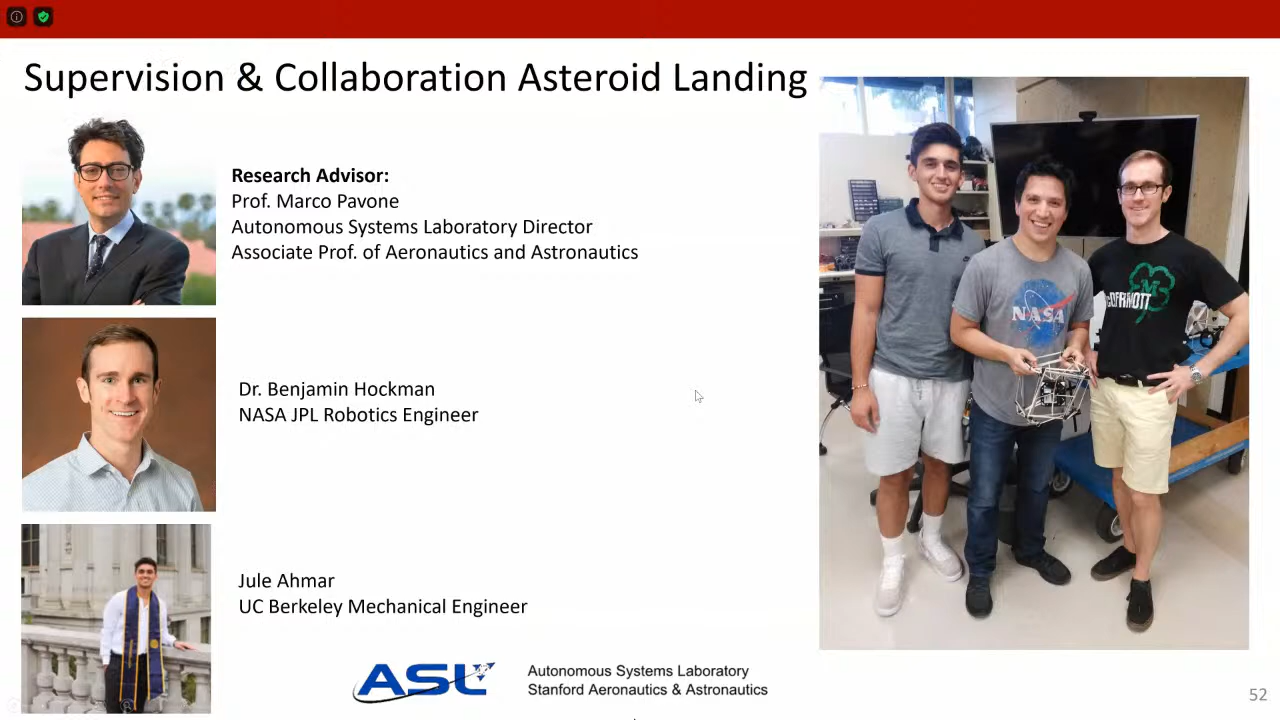 Supervision & Collaboration Asteroid Landing
Research Advisor:
Prof. Marco Pavone
Autonomous Systems Laboratory Director
Associate Prof. of Aeronautics and Astronautics
Dr. Benjamin Hockman
NASA JPL Robotics Engineer
Jule Ahmar
UC Berkeley Mechanical Engineer
NASA
M
ASL
Autonomous Systems Laboratory
Stanford Aeronautics & Astronautics
52